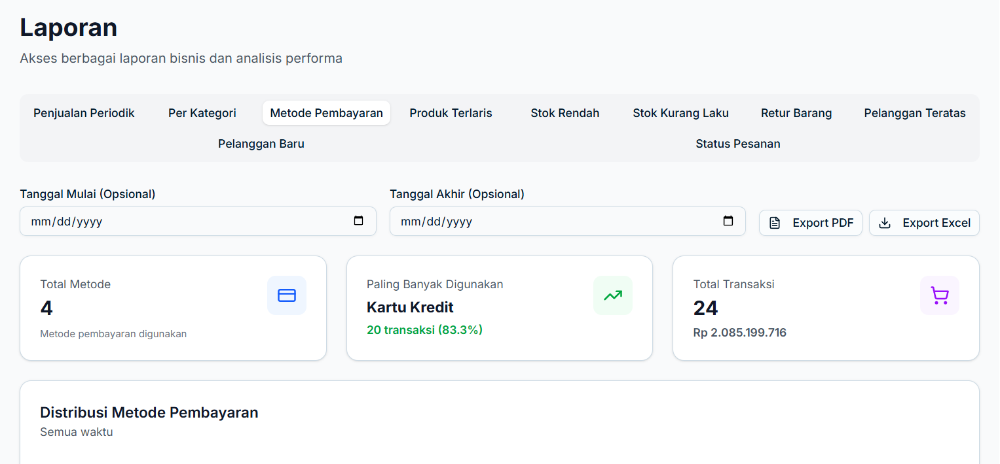 Laporan
Akses berbagai laporan bisnis dan analisis performa
Penjualan Periodik
Per Kategori
Metode Pembayaran
Produk Terlaris
Stok Rendah
Stok Kurang Laku
Retur Barang
Pelanggan Teratas
Pelanggan Baru
Status Pesanan
Tanggal Mulai (Opsional)
mm/dd/yyyy
Tanggal Akhir (Opsional)
mm/dd/yyyy
Export PDF
Export Excel
Total Metode
4
Metode pembayaran digunakan
Paling Banyak Digunakan
Kartu Kredit
20 transaksi (83.3%)
Total Transaksi
24
Rp 2.085.199.716
Distribusi Metode Pembayaran
Semua waktu